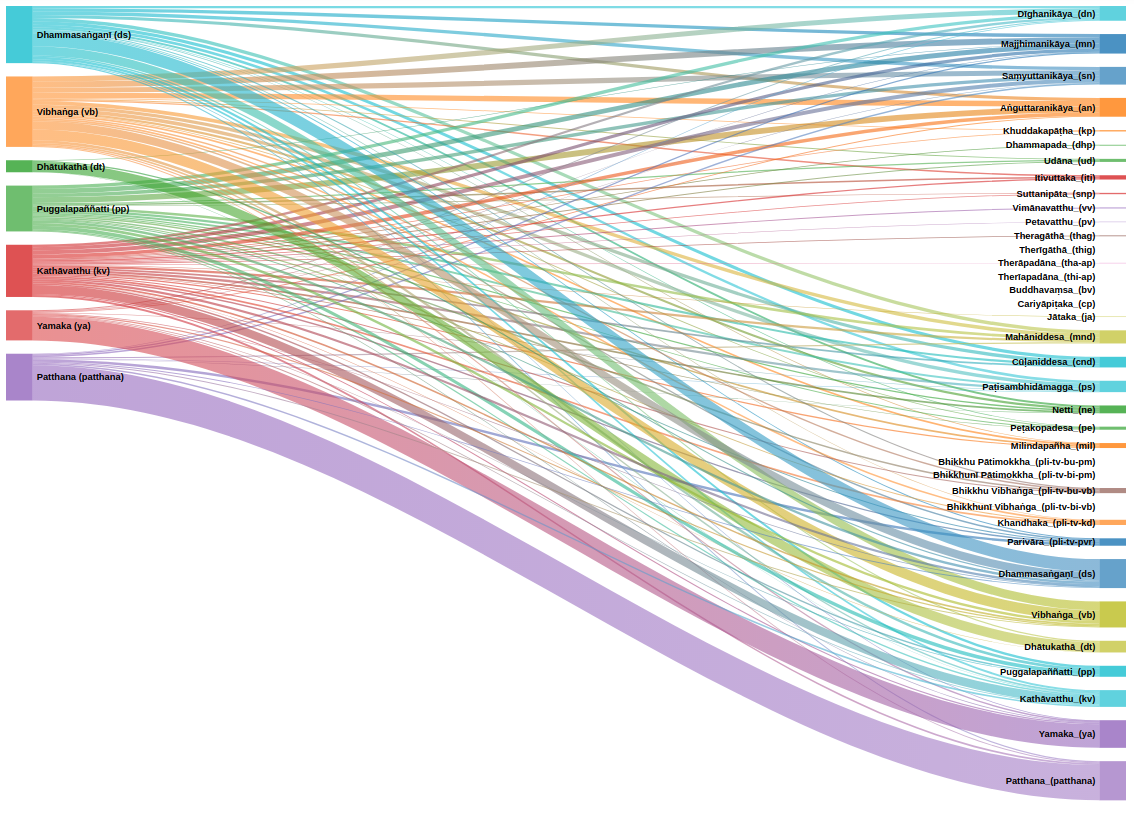 Dhammasaṅgaṇī (ds)
Vibhaṅga (vb)
Dhātukathā (dt)
Puggalapaññatti (pp)
Kathāvatthu (kv)
Yamaka (ya)
Patthana (patthana)
Dīghanikāya_(dn)
Majjhimanikāya_(mn)
Saṃyuttanikāya_(sn)
Aṅguttaranikāya_(an)
Khuddakapāṭha_(kp)
Dhammapada_(dhp)
Udāna_(ud)
Itivuttaka_(iti)
Suttanipāta_(snp)
Vimānavatthu_(vv)
Petavatthu_(pv)
Theragāthā_(thag)
Therīgāthā_(thig)
Therāpadāna_(tha-ap)
Therīapadāna_(thi-ap)
Buddhavaṃsa_(bv)
Cariyāpiṭaka_(cp)
Jātaka_(ja)
Mahāniddesa_(mnd)
Cūḷaniddesa_(cnd)
Paṭisambhidāmagga_(ps)
Netti_(ne)
Peṭakopadesa_(pe)
Milindapañha_(mil)
Bhikkhu Pātimokkha_(pli-tv-bu-pm)
Bhikkhunī Pātimokkha_(pli-tv-bi-pm)
Bhikkhu Vibhaṅga_(pli-tv-bu-vb)
Bhikkhunī Vibhaṅga_(pli-tv-bi-vb)
Khandhaka_(pli-tv-kd)
Parivāra_(pli-tv-pvr)
Dhammasaṅgaṇī_(ds)
Vibhaṅga_(vb)
Dhātukathā_(dt)
Puggalapaññatti_(pp)
Kathāvatthu_(kv)
Yamaka_(ya)
Patthana_(patthana)